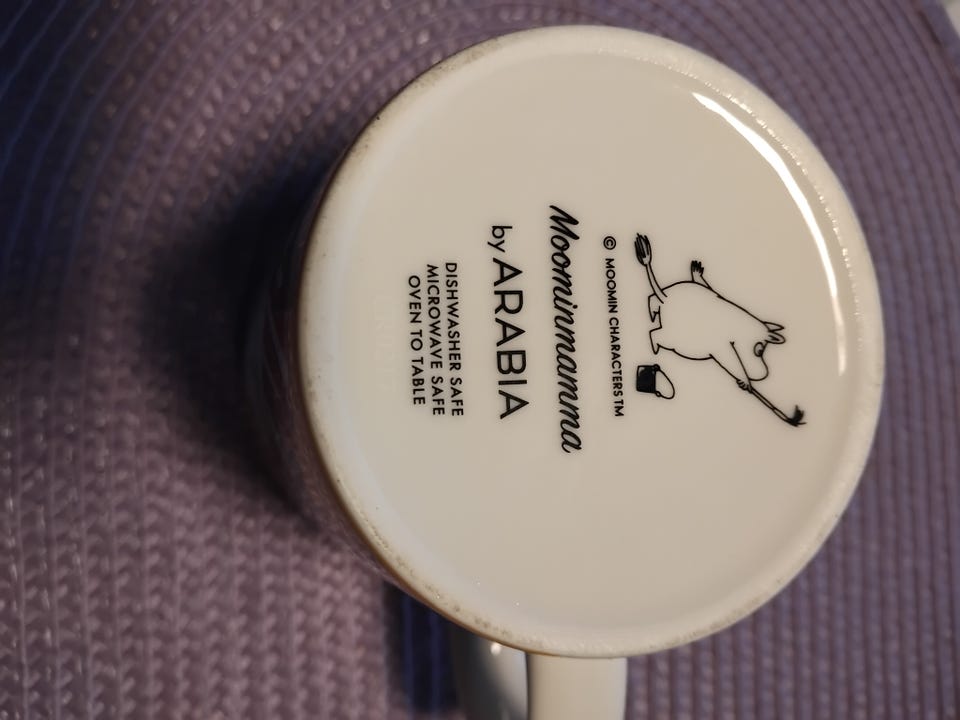 © MOOMIN CHARACTERS TM
Moominmamma
by ARABIA
DISHWASHER SAFE
MICROWAVE SAFE
OVEN TO TABLE